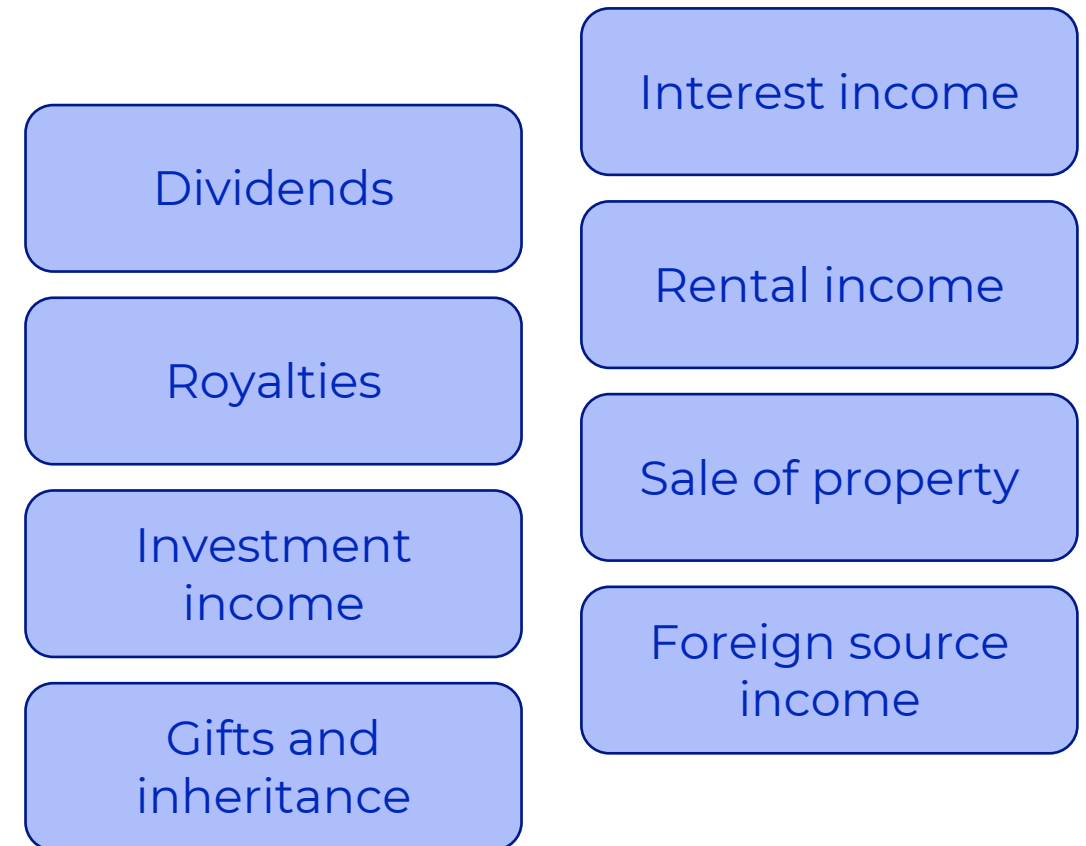 Dividends
Royalties
Investment
income
Gifts and
inheritance
Interest income
Rental income
Sale of property
Foreign source
income